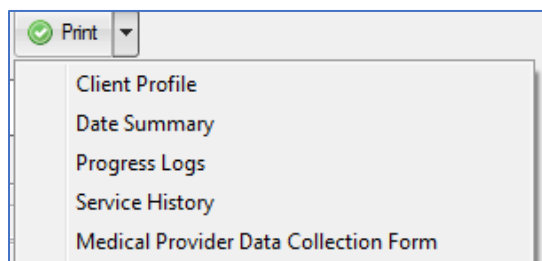 Print
Client Profile
Date Summary
Progress Logs
Service History
Medical Provider Data Collection Form